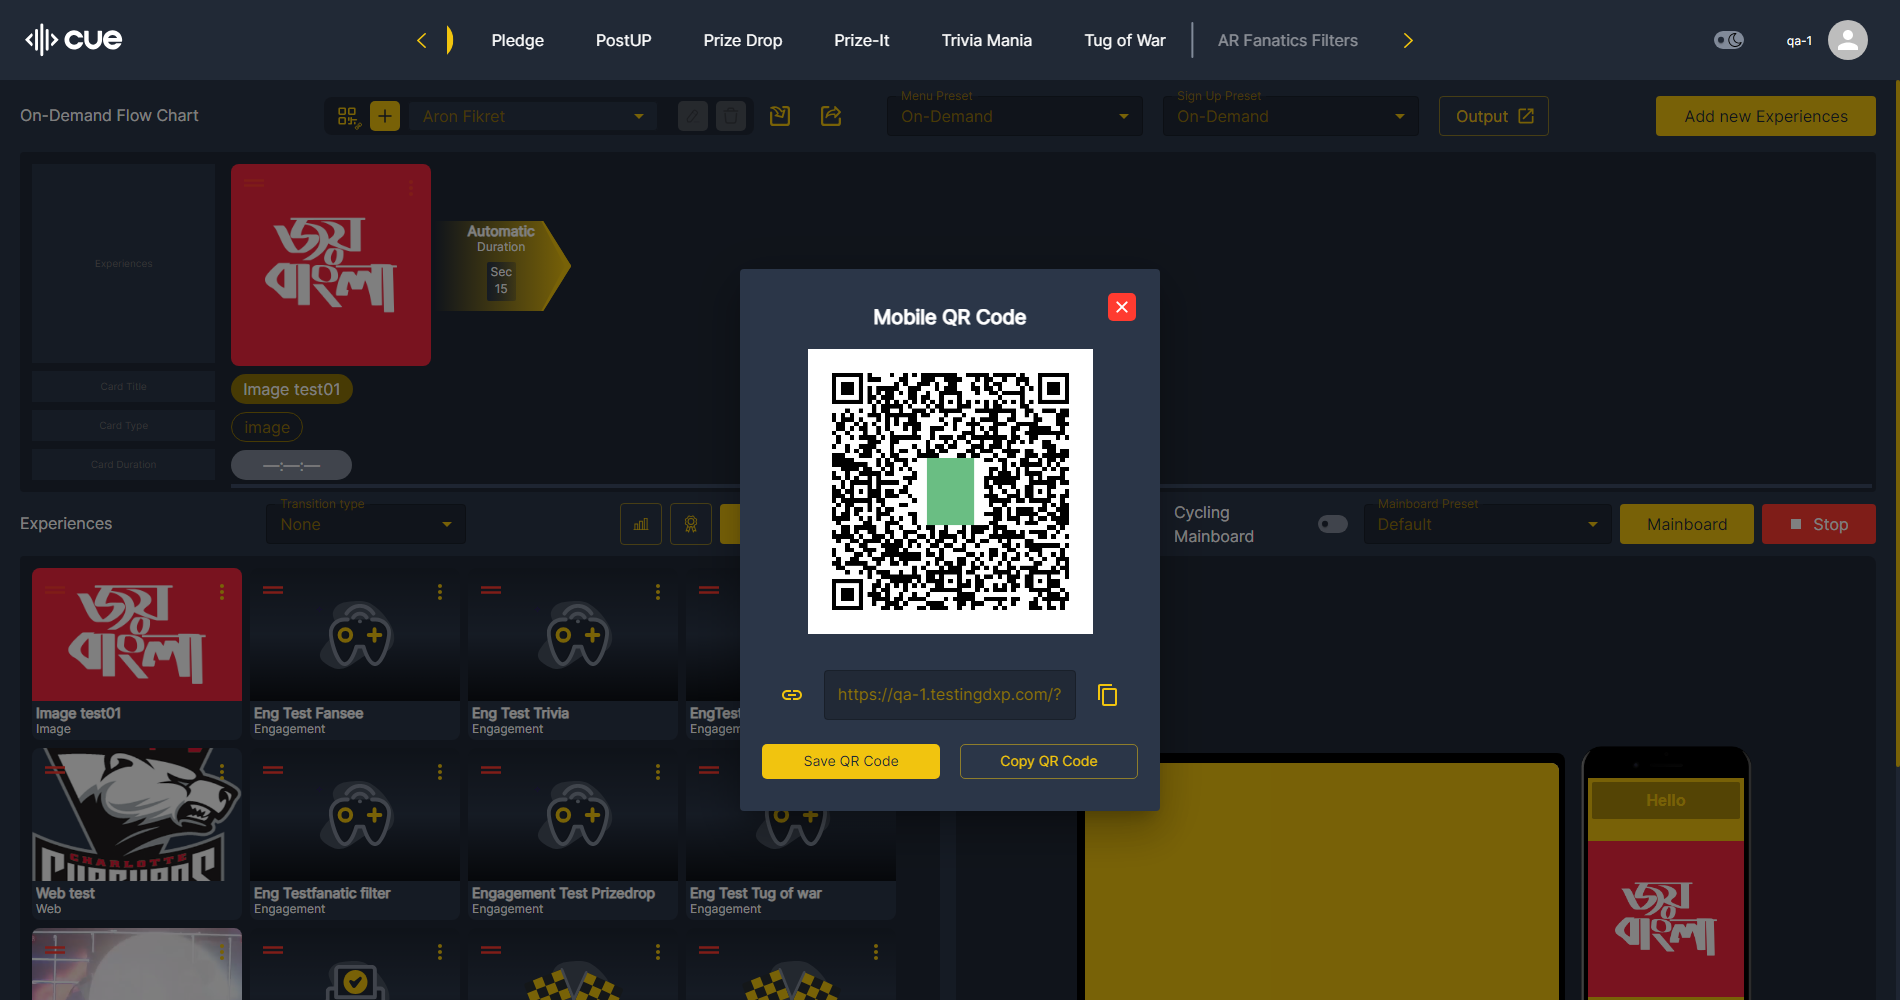 cue
Pledge
PostUP
Prize Drop
Prize-It
Trivia Mania
Tug of War
AR Fanatics Filters
qa-1
On-Demand Flow Chart
Aron Fikret
Menu Preset
On-Demand
Sign Up Preset
On-Demand
Output
Add new Experiences
Experiences
জয়
বাংলা
Automatic
Duration
Sec
15
Card Title
Image test01
Card Type
image
Card Duration
—:—:—
Mobile QR Code
https://qa-1.testingdxp.com/?
Save QR Code
Copy QR Code
Experiences
Transition type
None
Cycling
Mainboard
Mainboard Preset
Default
Mainboard
Stop
জয়
বাংলা
Image test01
Image
Eng Test Fansee
Engagement
Eng Test Trivia
Engagement
EngTest
Engagement
CHARLOTTE
Web test
Web
Eng Testfanatic filter
Engagement
Engagement Test Prizedrop
Engagement
Eng Test Tug of war
Engagement
Hello
জয়
বাংলা